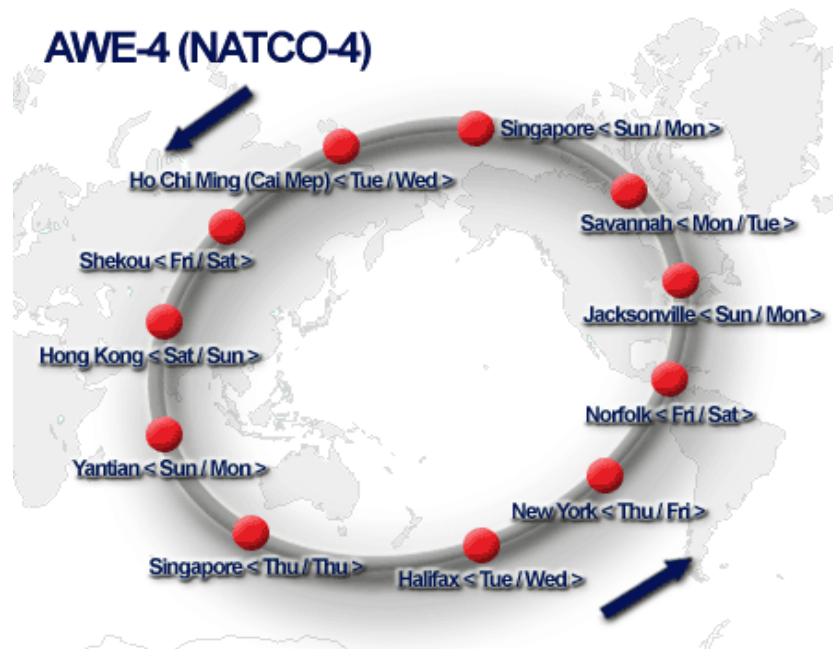 AWE-4 (NATCO-4)
Singapore < Sun / Mon >
Ho Chi Ming (Cai Mep) < Tue / Wed >
Savannah < Mon / Tue >
Shekou < Fri / Sat >
Jacksonville < Sun / Mon >
Hong Kong < Sat / Sun >
Norfolk < Fri / Sat >
Yantian < Sun / Mon >
New York < Thu / Fri >
Singapore < Thu / Thu >
Halifax < Tue / Wed >